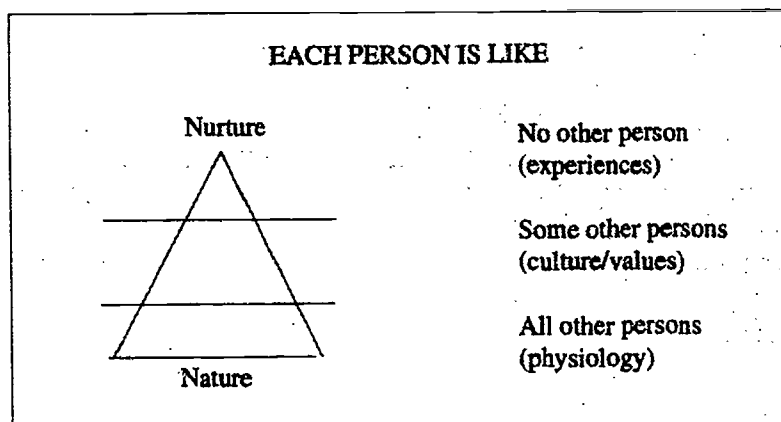 EACH PERSON IS LIKE
Nurture
No other person
(experiences)
Some other persons
(culture/values)
All other persons
(physiology)
Nature